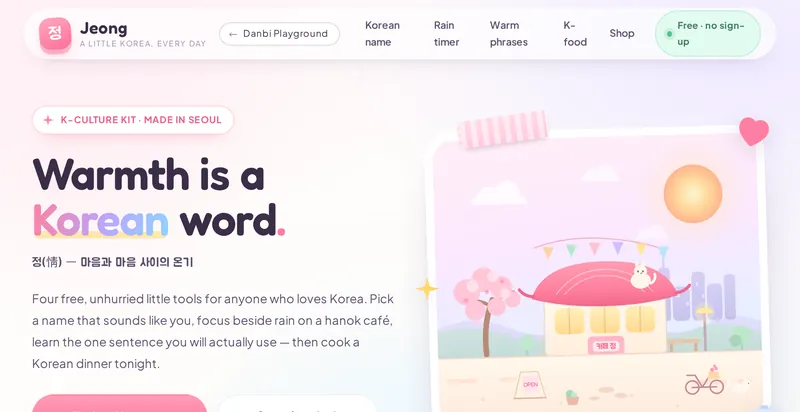 정
Jeong
A LITTLE KOREA, EVERY DAY
← Danbi Playground
Korean
name
Rain
timer
Warm
phrases
K-
food
Shop
Free · no sign-
up
K-CULTURE KIT · MADE IN SEOUL
Warmth is a
Korean word.
정(情) — 마음과 마음 사이의 온기
Four free, unhurried little tools for anyone who loves Korea. Pick
a name that sounds like you, focus beside rain on a hanok café,
learn the one sentence you will actually use — then cook a
Korean dinner tonight.
카페 정
OPEN